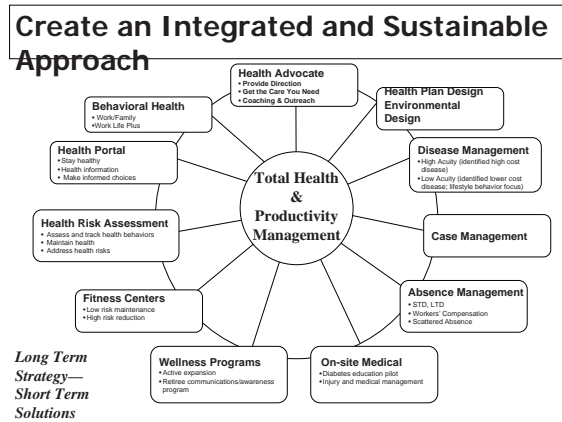 Create an Integrated and Sustainable
Approach
Health Advocate
• Provide Direction
• Get the Care You Need
• Coaching & Outreach
Health Plan Design
Environmental
Design
Disease Management
• High Acuity (identified high cost
disease)
• Low Acuity (identified lower cost
disease; lifestyle behavior focus)
Case Management
Absence Management
• STD, LTD
• Workers' Compensation
• Scattered Absence
On-site Medical
• Diabetes education pilot
• Injury and medical management
Wellness Programs
• Active expansion
• Retiree communications/awareness
program
Fitness Centers
• Low risk maintenance
• High risk reduction
Health Risk Assessment
• Assess and track health behaviors
• Maintain health
• Address health risks
Health Portal
• Stay healthy
• Health information
• Make informed choices
Behavioral Health
• Work/Family
• Work Life Plus
Total Health
&
Productivity
Management
Long Term
Strategy—
Short Term
Solutions